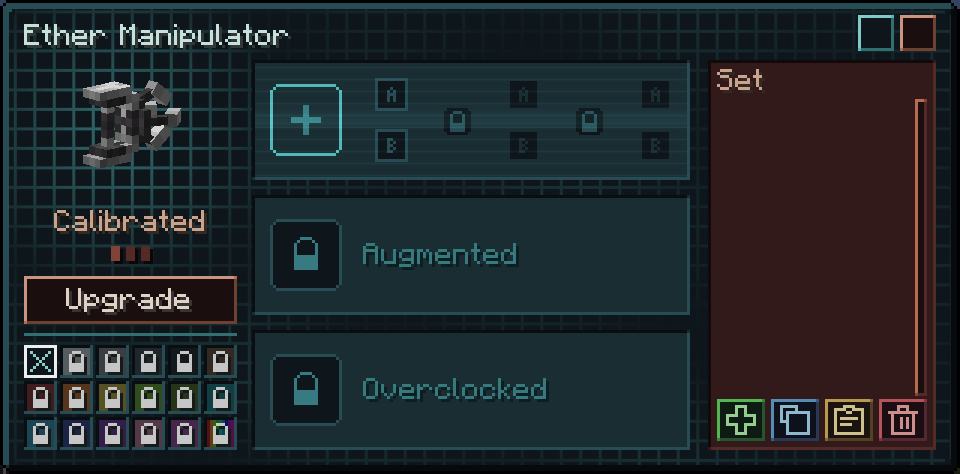 Ether Manipulator
Set
A A A
B B B
Calibrated
Augmented
Upgrade
Overclocked